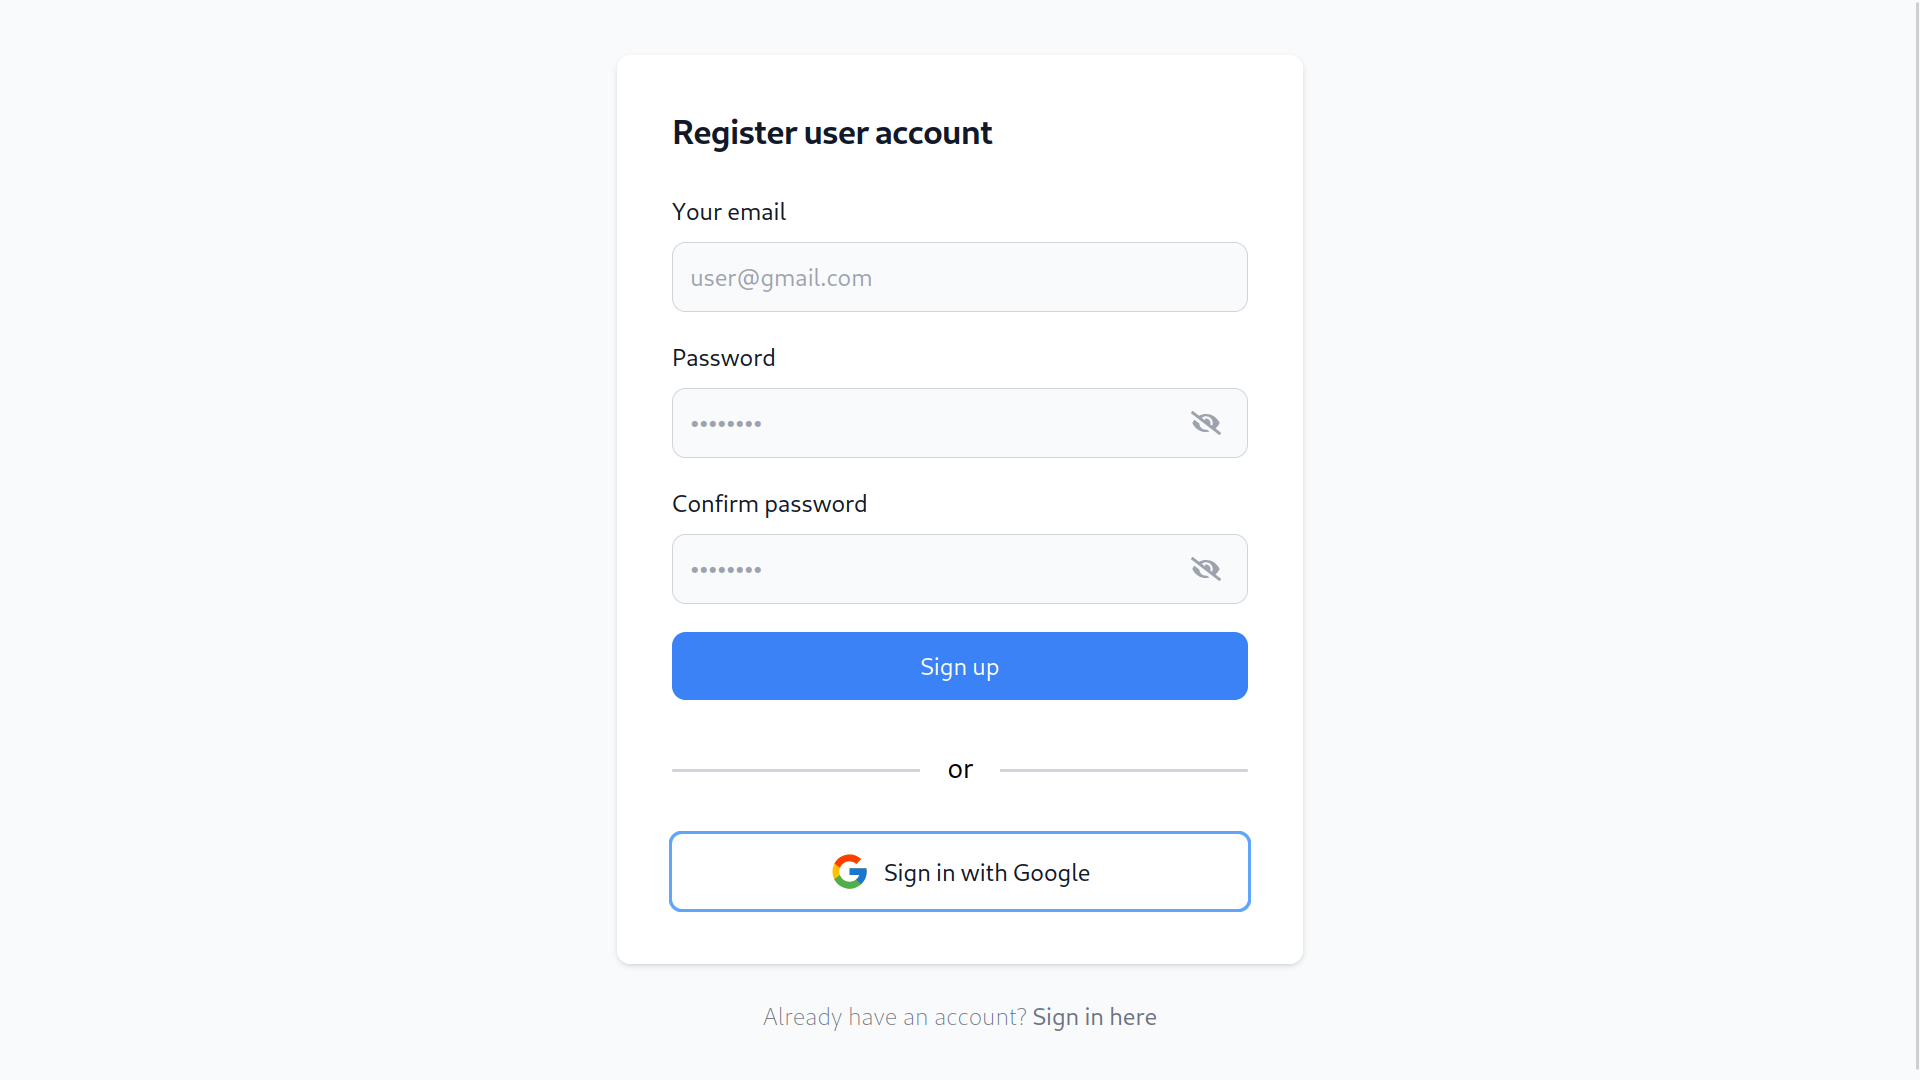 Register user account
Your email
user@gmail.com
Password
••••••••
Confirm password
••••••••
Sign up
or
Sign in with Google
Already have an account? Sign in here